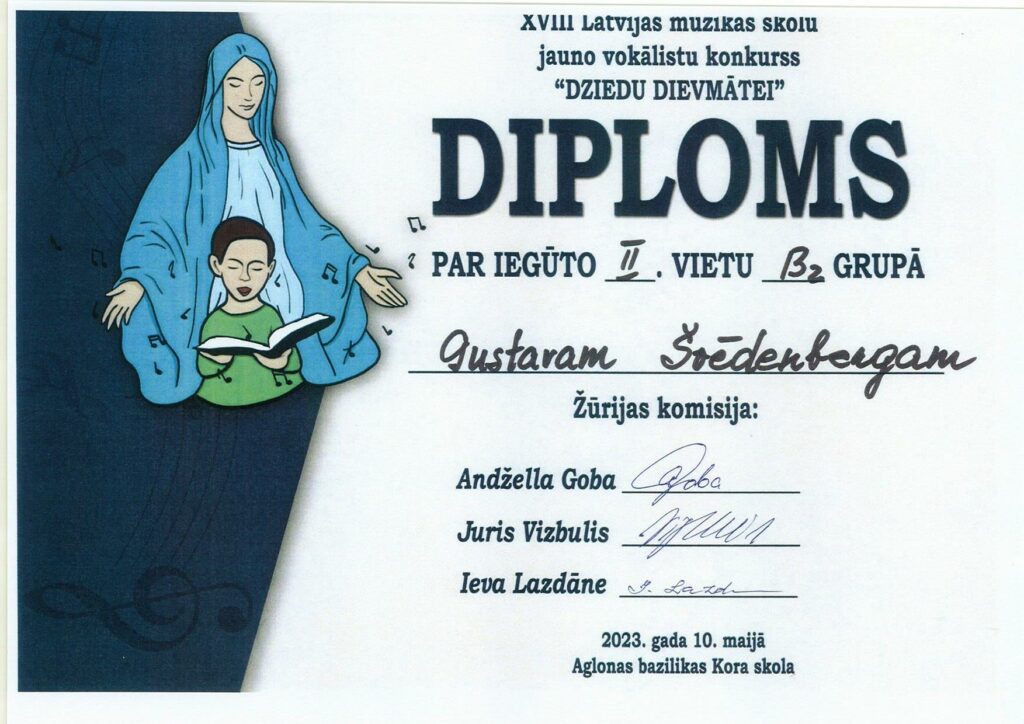 XVIII Latvijas mūzikas skolu
jauno vokālistu konkurss
“DZIEDU DIEVMĀTEI”
DIPLOMS
PAR IEGŪTO II. VIETU B2 GRUPĀ
Gustavam Švēdenbergam
Žūrijas komisija:
Andžella Goba
Juris Vizbulis
Ieva Lazdāne
2023. gada 10. maijā
Aglonas bazilikas Kora skola